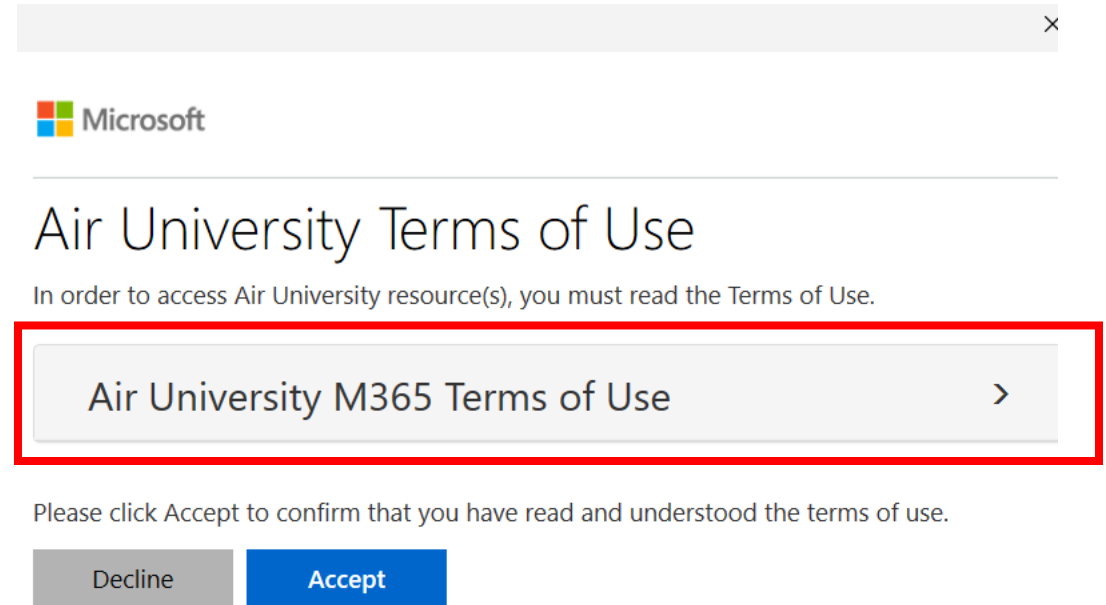 Microsoft
Air University Terms of Use
In order to access Air University resource(s), you must read the Terms of Use.
Air University M365 Terms of Use
Please click Accept to confirm that you have read and understood the terms of use.
Decline Accept